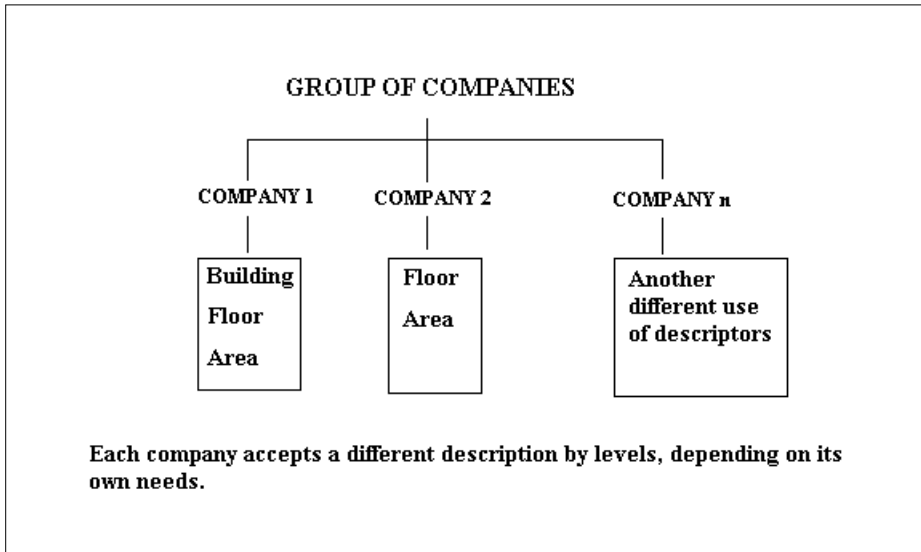 GROUP OF COMPANIES
COMPANY 1
COMPANY 2
COMPANY n
Building
Floor
Area
Floor
Area
Another
different use
of descriptors
Each company accepts a different description by levels, depending on its
own needs.